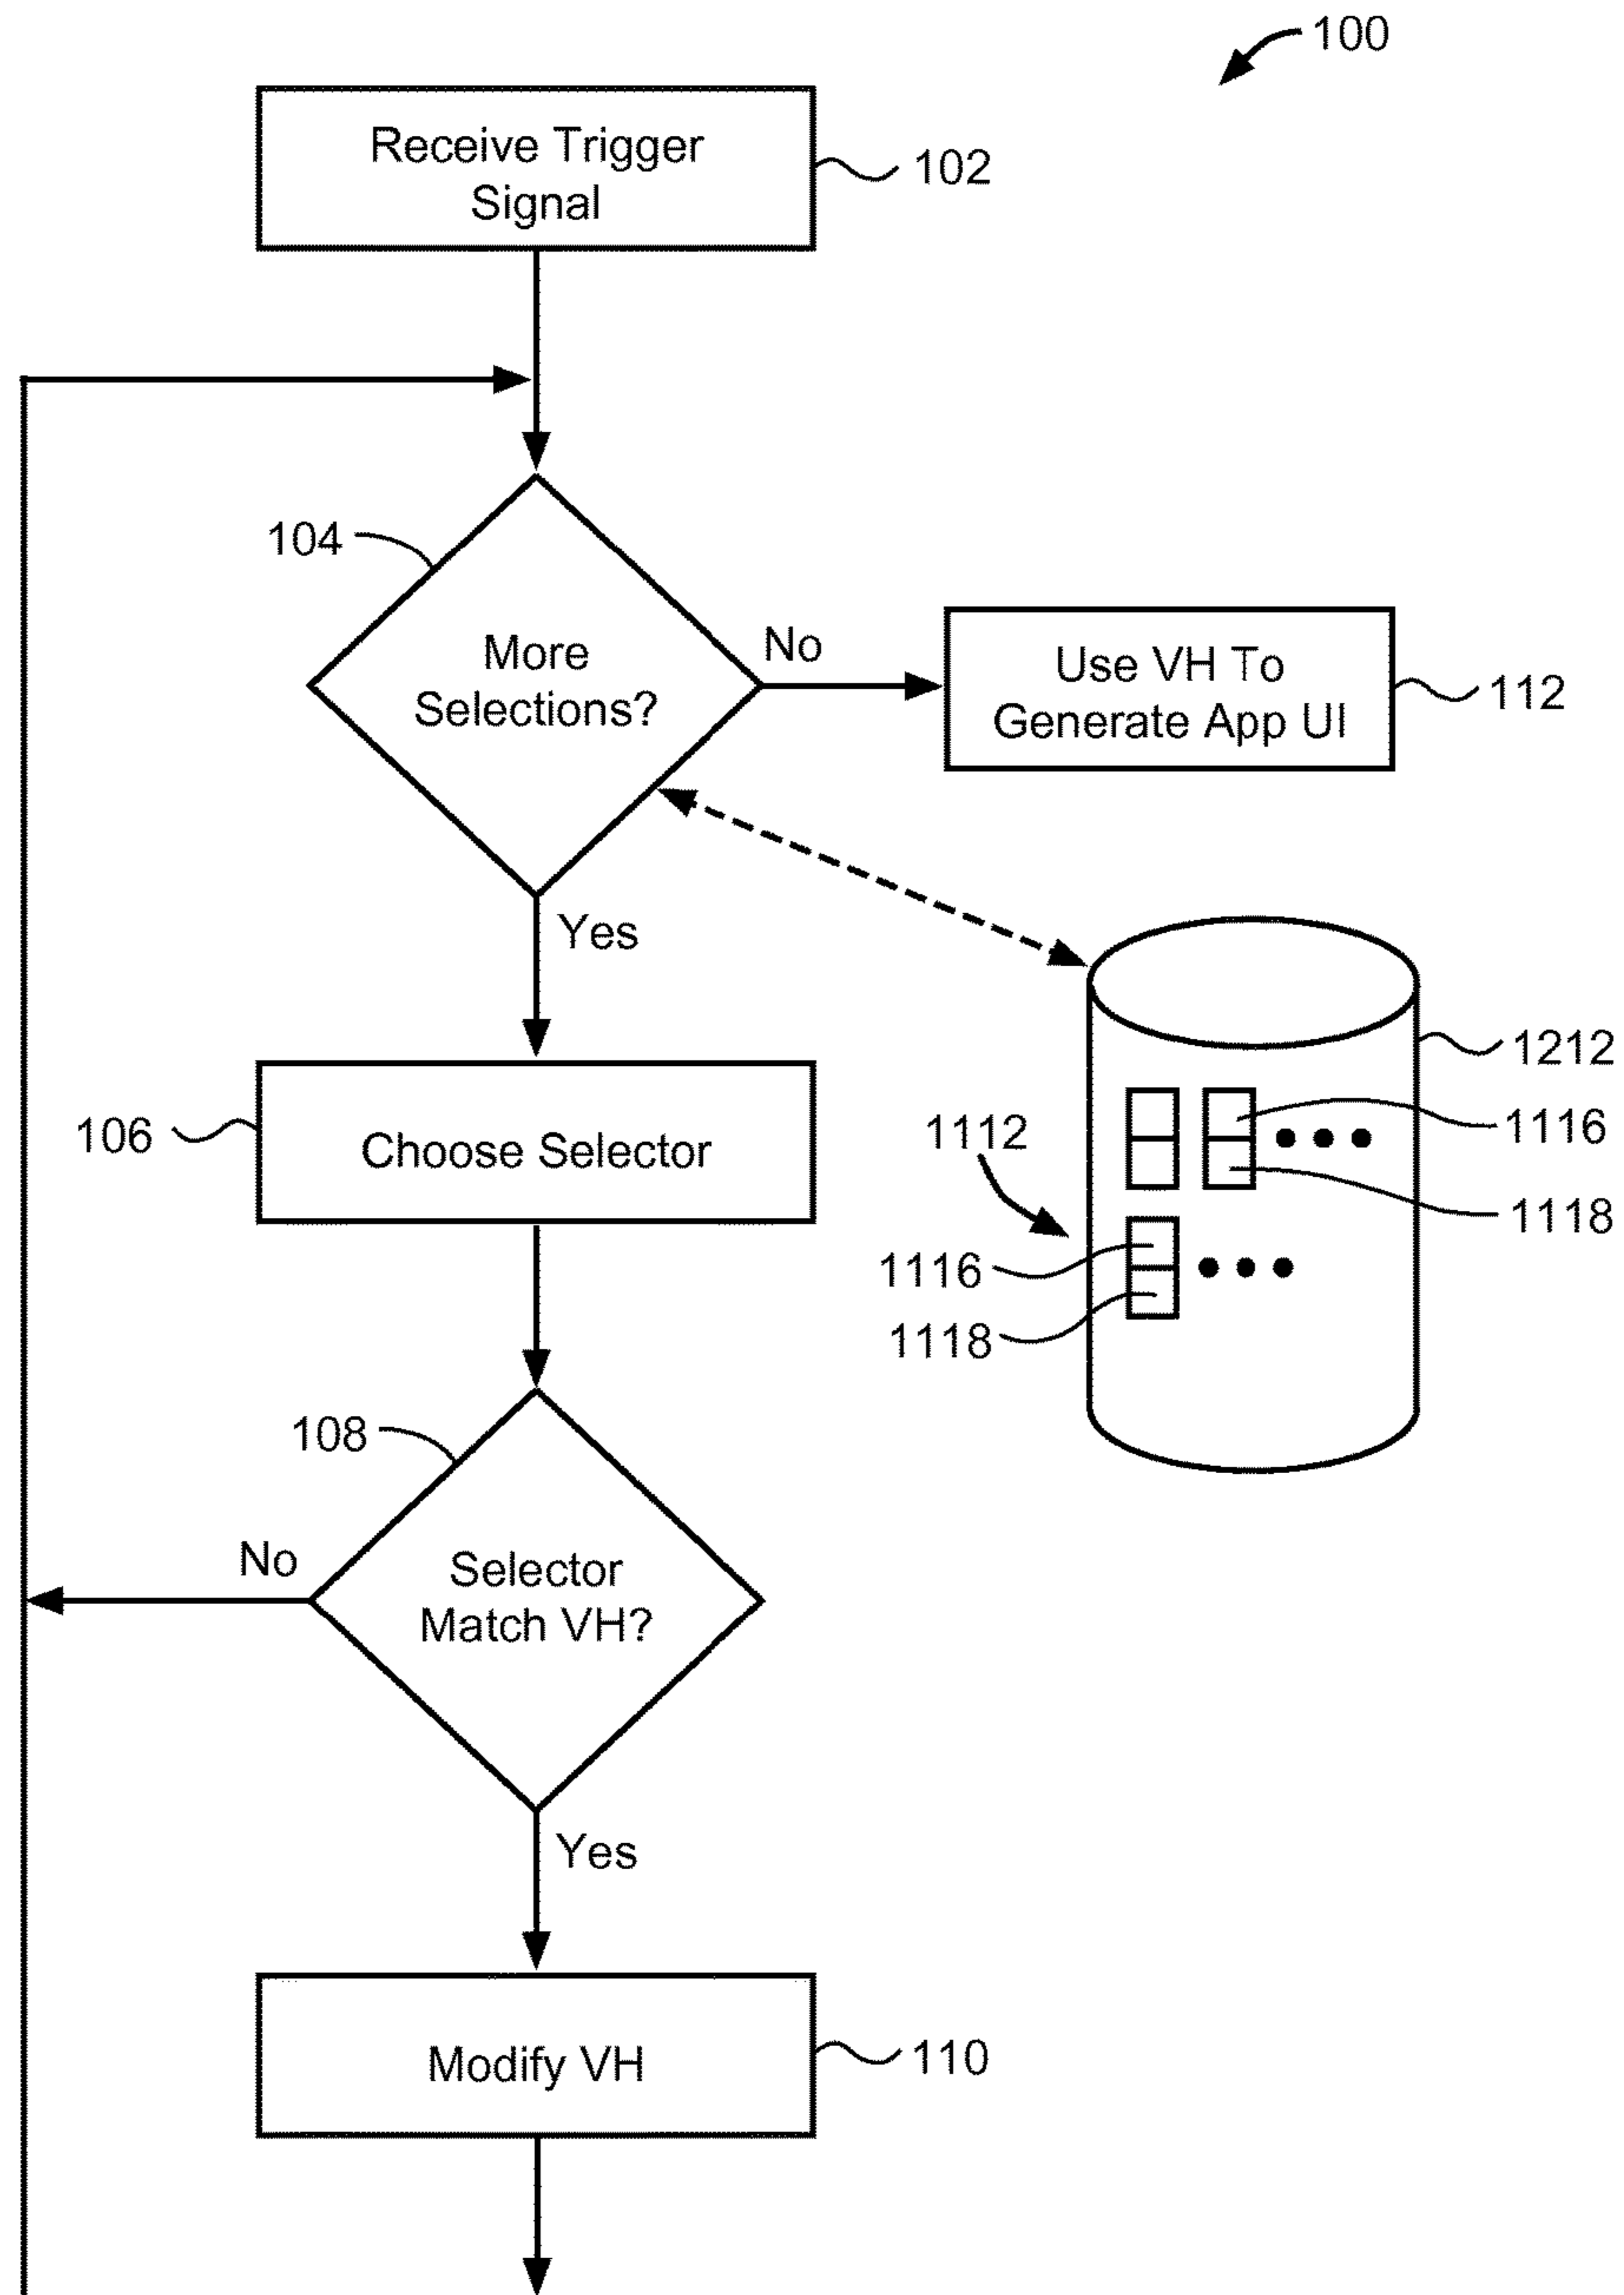 100
Receive Trigger
Signal
102
104
More
Selections?
No
Use VH To
Generate App UI
112
Yes
1212
106
Choose Selector
1112
1116
1118
1116
1118
108
No
Selector
Match VH?
Yes
Modify VH
110